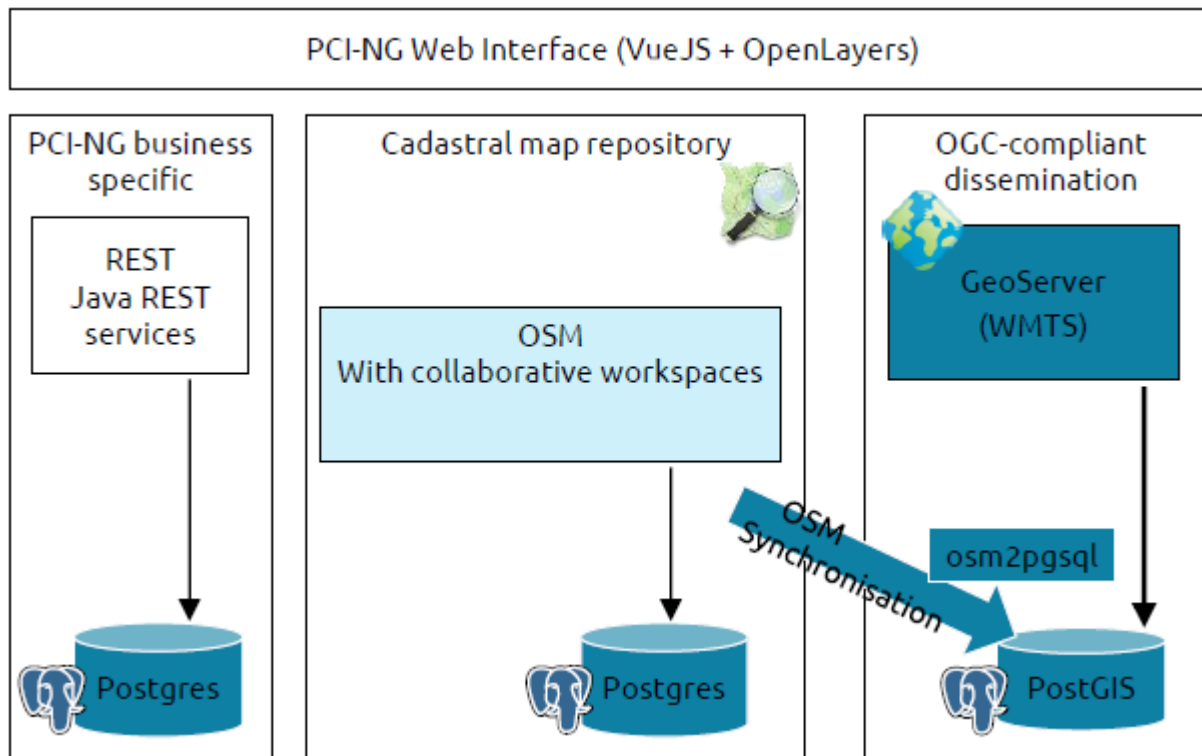 PCI-NG Web Interface (VueJS + OpenLayers)
PCI-NG business
specific
REST
Java REST
services
Postgres
Cadastral map repository
OSM
With collaborative workspaces
Postgres
OSM
Synchronisation
OGC-compliant
dissemination
GeoServer
(WMTS)
osm2pgsql
PostGIS